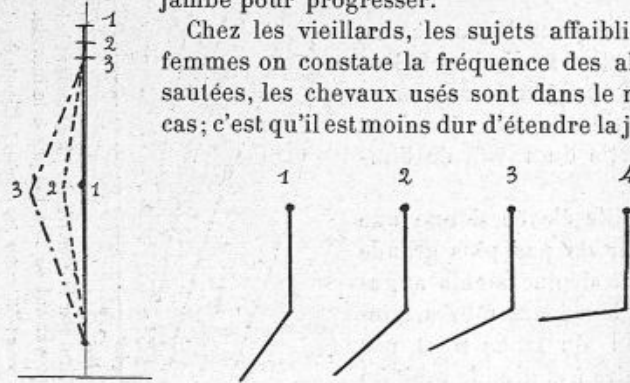 jambe pour progresser.
Chez les vieillards, les sujets
femmes on constate la fréquence des
sautées, les chevaux usés sont dans le
cas; c'est qu'il est moins dur d'étendre la
1
2
3
3 2 1
1 2 3 4